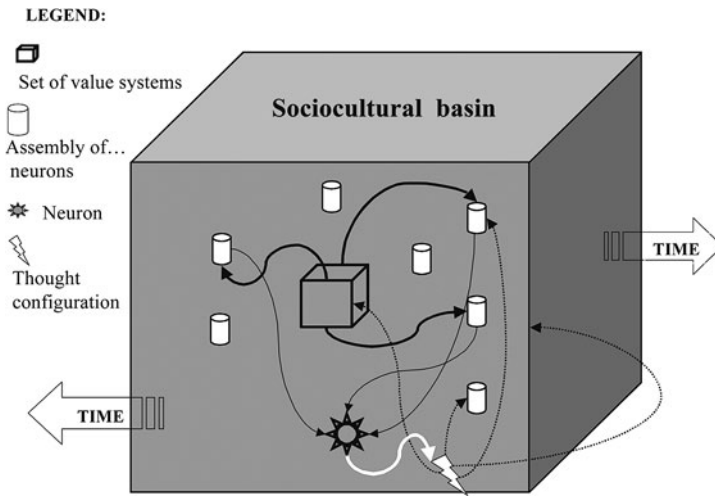 LEGEND:
Set of value systems
Assembly of…
neurons
Neuron
Thought
configuration
Sociocultural basin
TIME
TIME